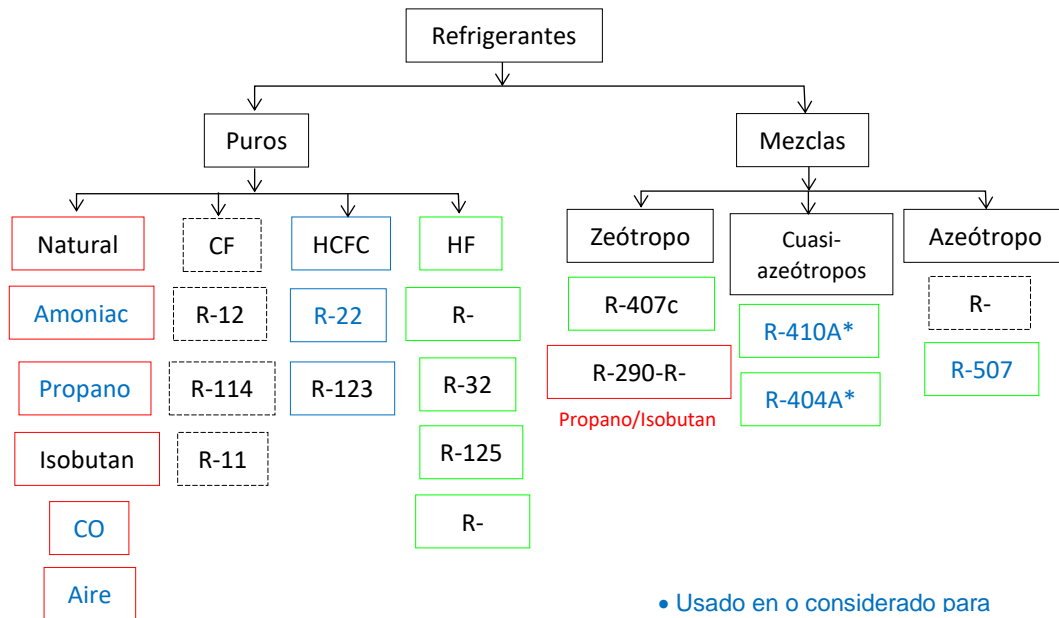 Refrigerantes
Puros
Mezclas
Natural
CF
HCFC
HF
Zeótropo
Cuasi-
azeótropos
Azeótropo
Amoniac
R-12
R-22
R-
R-407c
R-410A*
R-
Propano
R-114
R-123
R-32
R-290-R-
R-404A*
R-507
Propano/Isobutan
Isobutan
R-11
R-125
CO
R-
Aire
• Usado en o considerado para